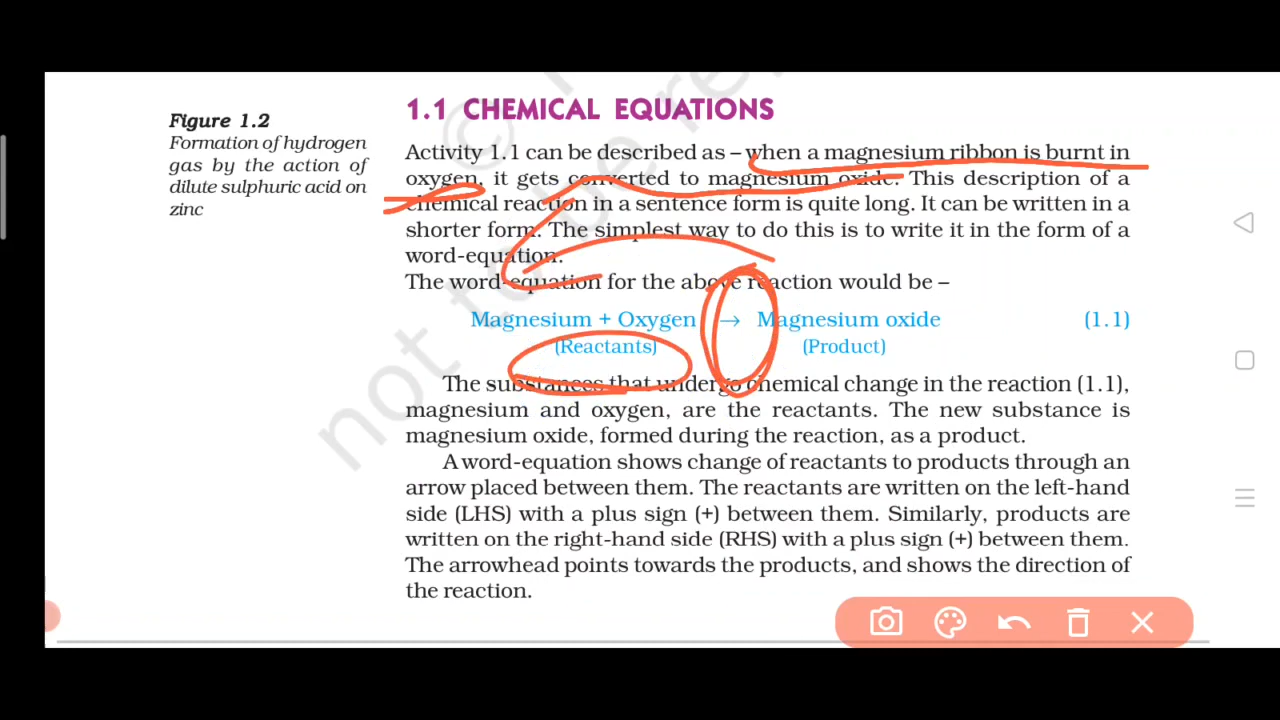 1.1 CHEMICAL EQUATIONS
Figure 1.2
Formation of hydrogen
gas by the action of
dilute sulphuric acid on
zinc
Activity 1.1 can be described as – when a magnesium ribbon is burnt in
oxygen, it gets converted to magnesium oxide. This description of a
chemical reaction in a sentence form is quite long. It can be written in a
shorter form. The simplest way to do this is to write it in the form of a
word-equation.
The word-equation for the above reaction would be –
Magnesium + Oxygen → Magnesium oxide (1.1)
(Reactants) (Product)
The substances that undergo chemical change in the reaction (1.1),
magnesium and oxygen, are the reactants. The new substance is
magnesium oxide, formed during the reaction, as a product.
A word-equation shows change of reactants to products through an
arrow placed between them. The reactants are written on the left-hand
side (LHS) with a plus sign (+) between them. Similarly, products are
written on the right-hand side (RHS) with a plus sign (+) between them.
The arrowhead points towards the products, and shows the direction of
the reaction.
©
not to be re